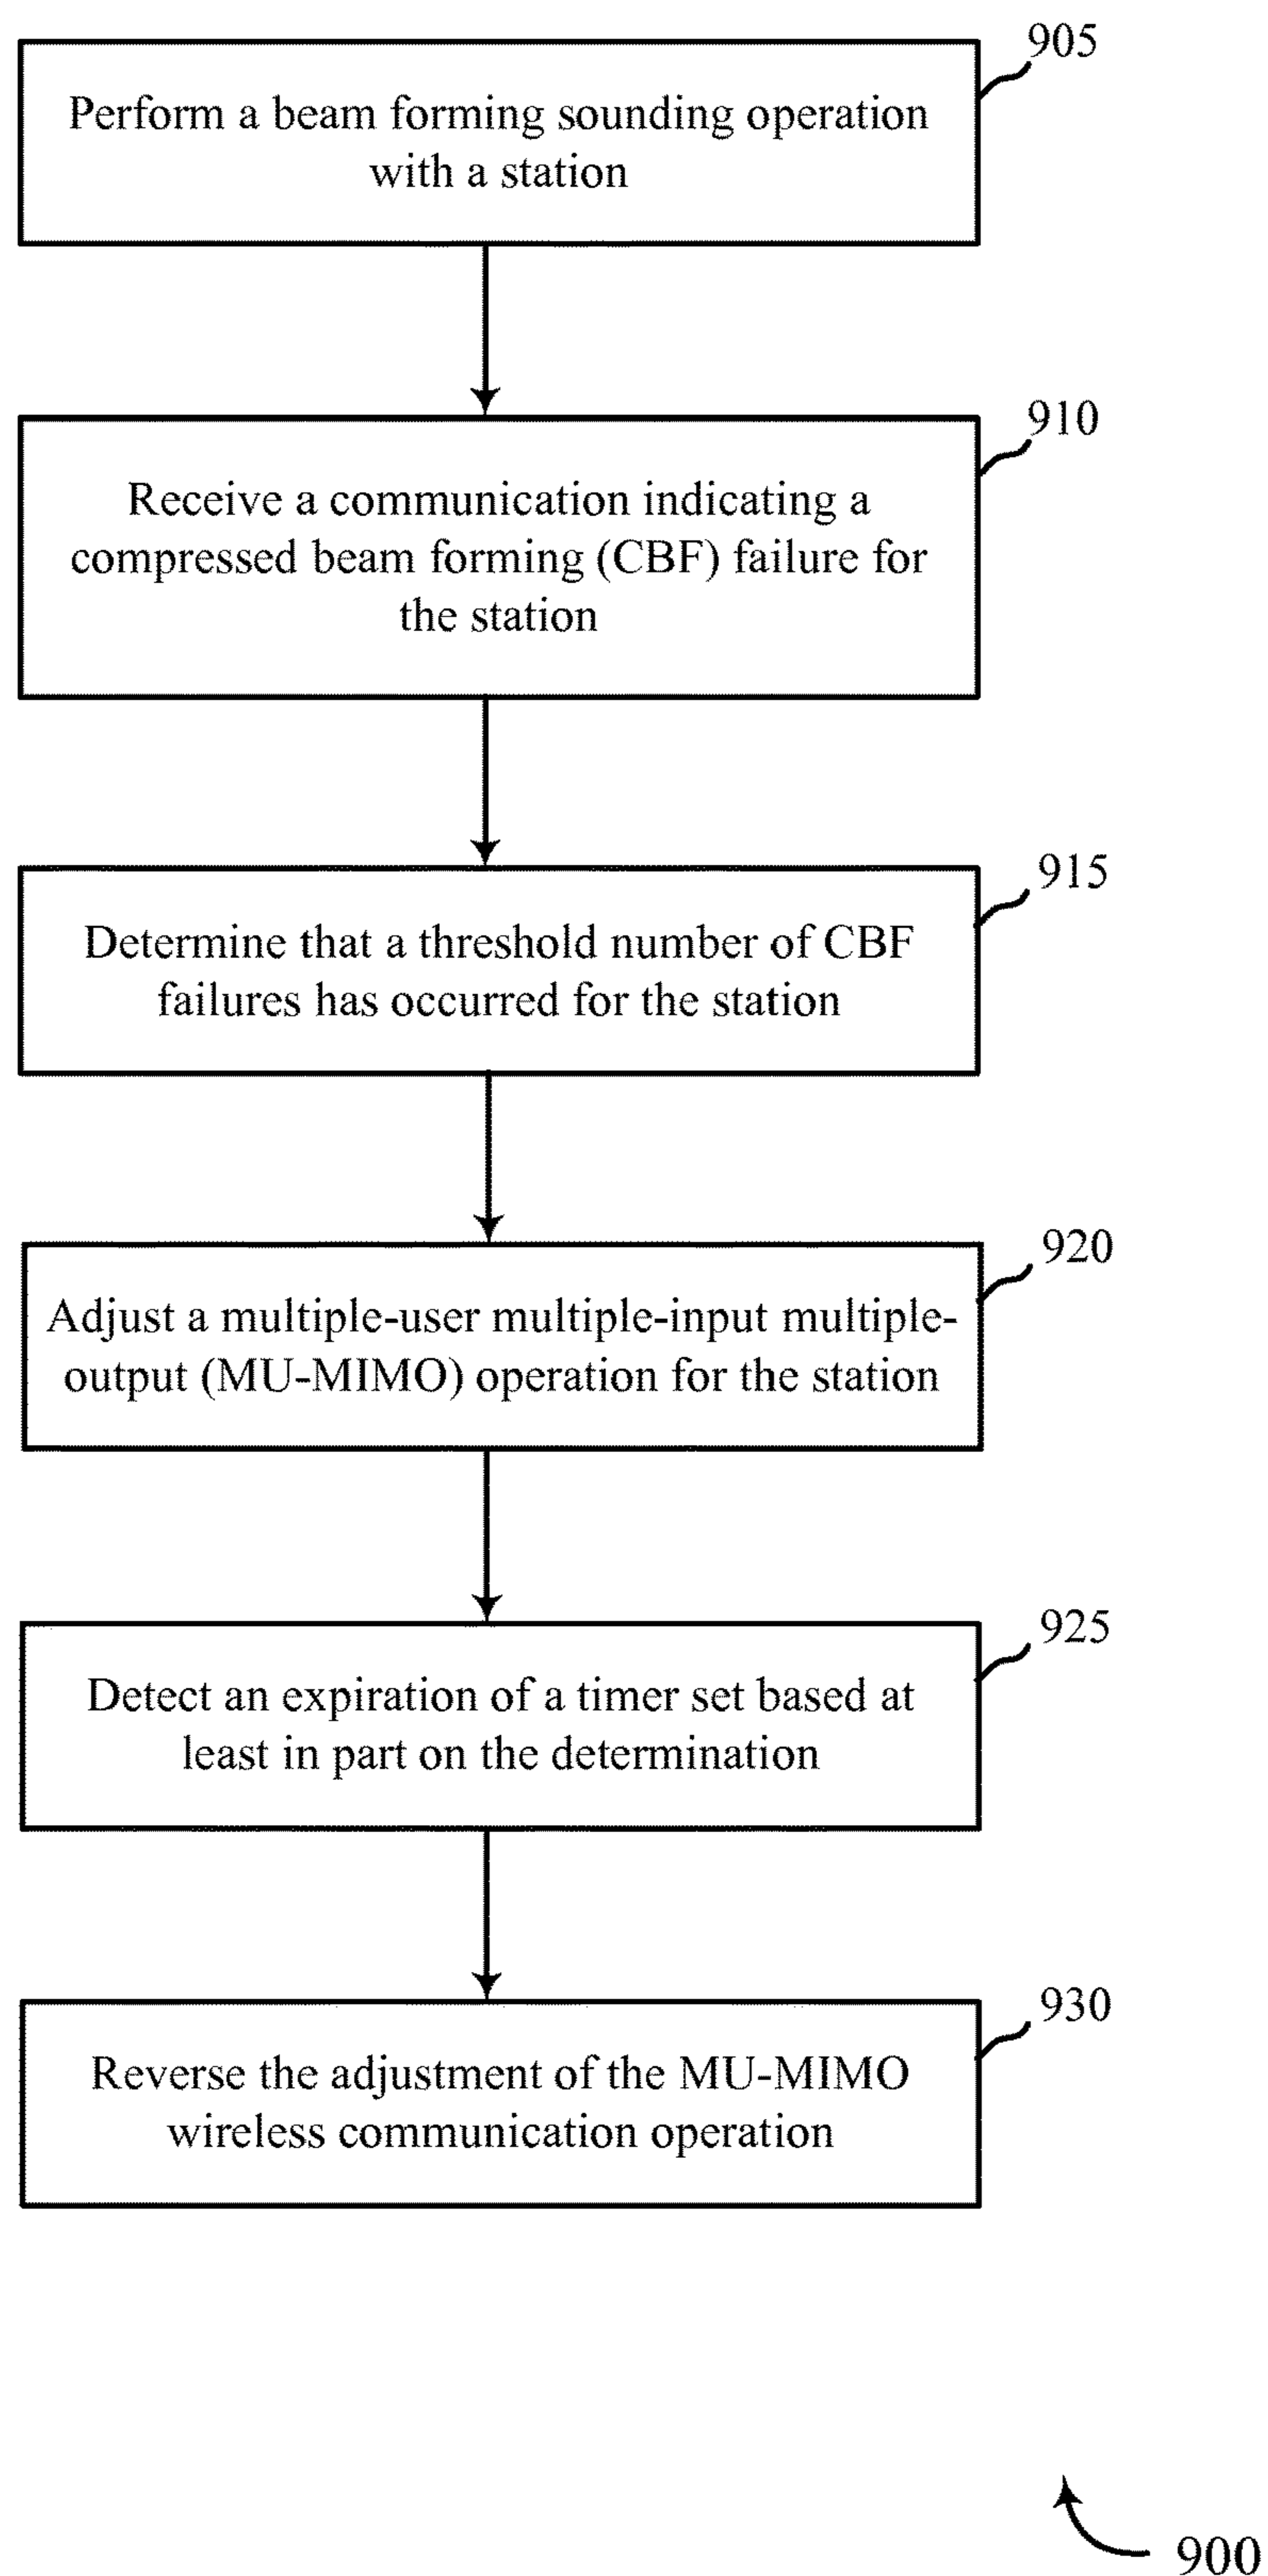 905
Perform a beam forming sounding operation
with a station
910
Receive a communication indicating a
compressed beam forming (CBF) failure for
the station
915
Determine that a threshold number of CBF
failures has occurred for the station
920
Adjust a multiple-user multiple-input multiple-
output (MU-MIMO) operation for the station
925
Detect an expiration of a timer set based at
least in part on the determination
930
Reverse the adjustment of the MU-MIMO
wireless communication operation
900